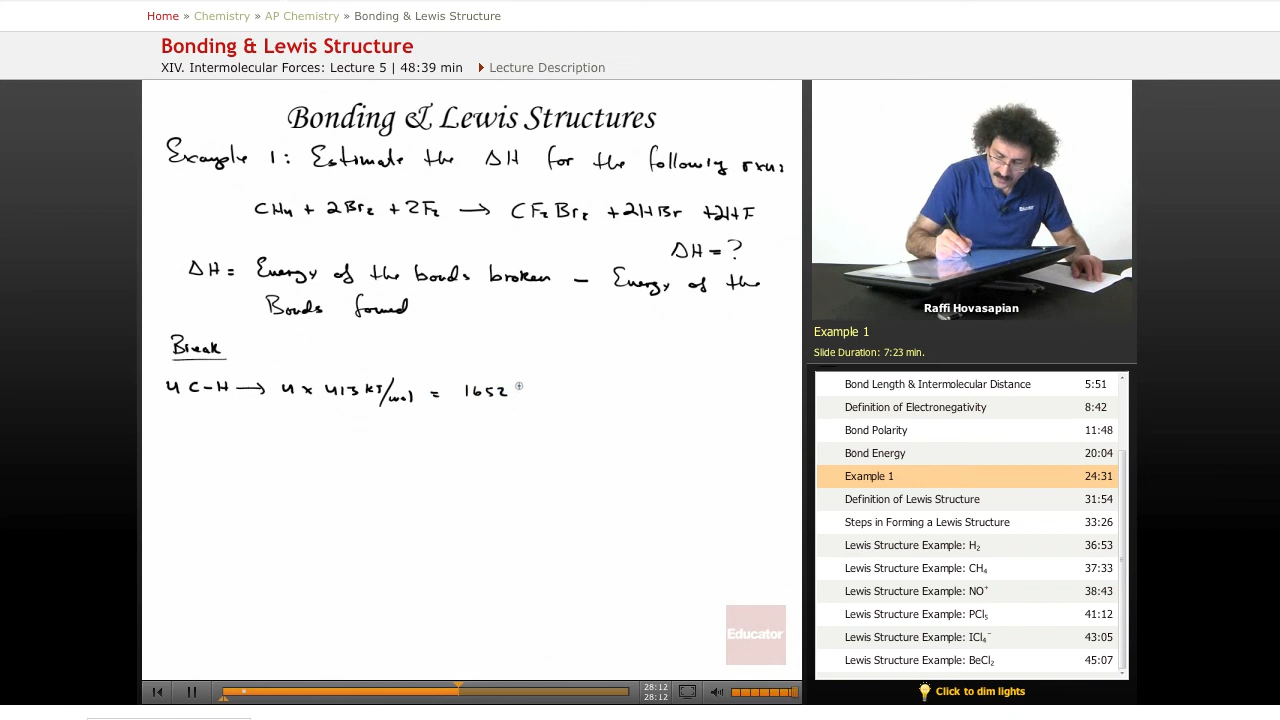 Home » Chemistry » AP Chemistry » Bonding & Lewis Structure
Bonding & Lewis Structure
XIV. Intermolecular Forces: Lecture 5 | 48:39 min
Lecture Description
Bonding & Lewis Structures
Example 1: Estimate the ΔH for the following rxn:
CH₄ + 2Br₂ + 2F₂ → CF₂Br₂ + 2HBr + 2HF
ΔH = ?
ΔH = Energy of the bonds broken - Energy of the
Bonds formed
Break
4 C-H → 4 x 413 kJ/mol = 1652
Educator
Raffi Hovasapian
Example 1
Slide Duration: 7:23 min.
Bond Length & Intermolecular Distance 5:51
Definition of Electronegativity 8:42
Bond Polarity 11:48
Bond Energy 20:04
Example 1 24:31
Definition of Lewis Structure 31:54
Steps in Forming a Lewis Structure 33:26
Lewis Structure Example: H₂ 36:53
Lewis Structure Example: CH₄ 37:33
Lewis Structure Example: NO⁺ 38:43
Lewis Structure Example: PCl₅ 41:12
Lewis Structure Example: ICl₄⁻ 43:05
Lewis Structure Example: BeCl₂ 45:07
28:12
28:12
Click to dim lights